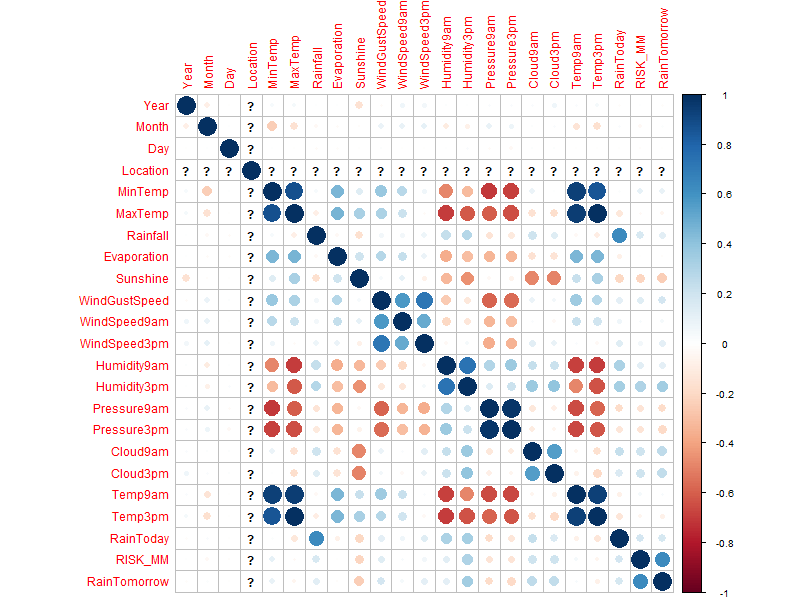 Year
Month
Day
Location
MinTemp
MaxTemp
Rainfall
Evaporation
Sunshine
WindGustSpeed
WindSpeed9am
WindSpeed3pm
Humidity9am
Humidity3pm
Pressure9am
Pressure3pm
Cloud9am
Cloud3pm
Temp9am
Temp3pm
RainToday
RISK_MM
RainTomorrow
Year ?
Month ?
Day ?
Location ? ? ? ? ? ? ? ? ? ? ? ? ? ? ? ? ? ? ? ? ? ?
MinTemp ?
MaxTemp ?
Rainfall ?
Evaporation ?
Sunshine ?
WindGustSpeed ?
WindSpeed9am ?
WindSpeed3pm ?
Humidity9am ?
Humidity3pm ?
Pressure9am ?
Pressure3pm ?
Cloud9am ?
Cloud3pm ?
Temp9am ?
Temp3pm ?
RainToday ?
RISK_MM ?
RainTomorrow ?
1
0.8
0.6
0.4
0.2
0
-0.2
-0.4
-0.6
-0.8
-1